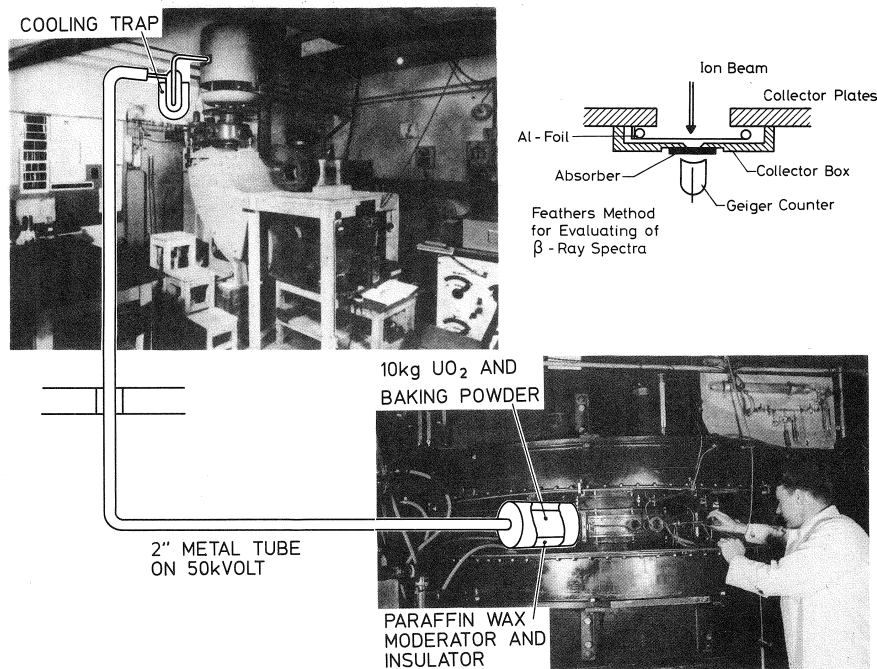 COOLING TRAP
Ion Beam
Collector Plates
Al-Foil
Absorber
Collector Box
Geiger Counter
Feathers Method
for Evaluating of
β-Ray Spectra
10kg UO₂ AND
BAKING POWDER
2" METAL TUBE
ON 50kVOLT
PARAFFIN WAX
MODERATOR AND
INSULATOR